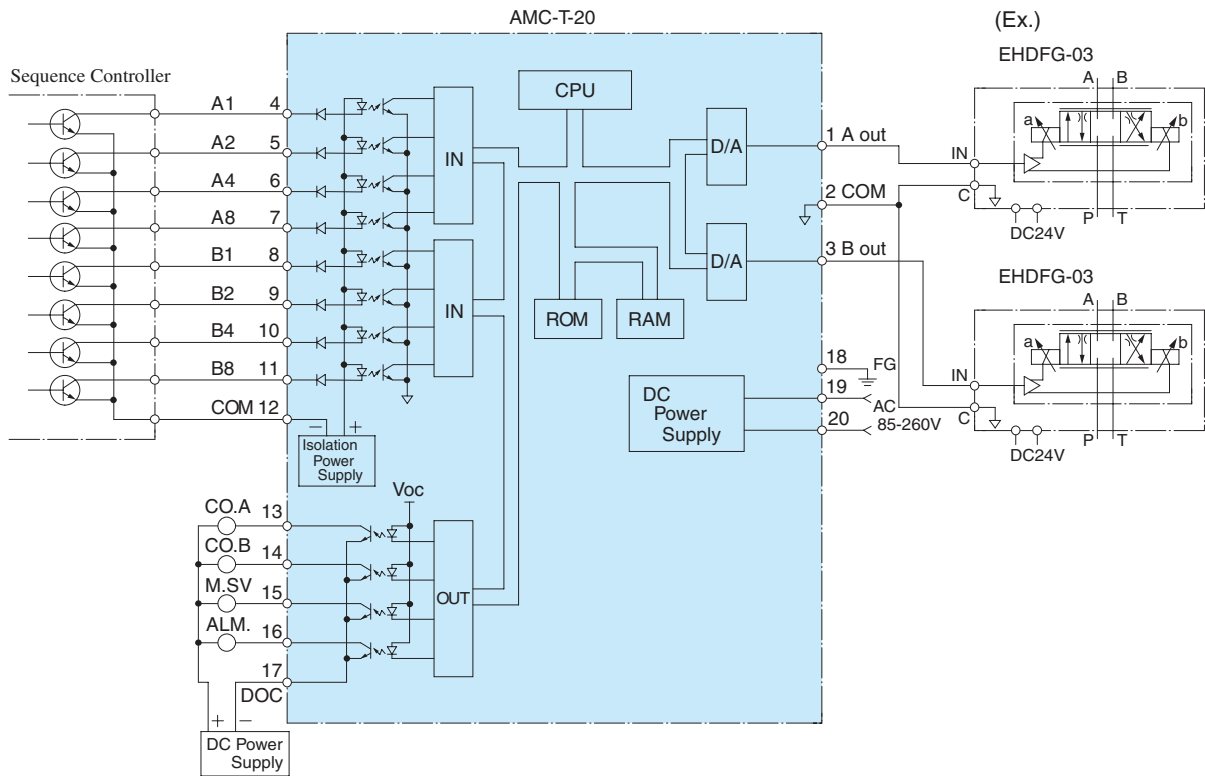 AMC-T-20
(Ex.)
Sequence Controller
A1 4
A2 5
A4 6
A8 7
B1 8
B2 9
B4 10
B8 11
COM 12
− +
Isolation
Power
Supply
IN
IN
CPU
D/A
D/A
ROM
RAM
1 A out
2 COM
3 B out
18
FG
19
AC
20
85-260V
DC
Power
Supply
EHDFG-03
A B
a
b
IN
C
P T
DC24V
EHDFG-03
A B
a
b
IN
C
P T
DC24V
Voc
CO.A 13
CO.B 14
M.SV 15
ALM. 16
17
DOC
OUT
+ −
DC Power
Supply